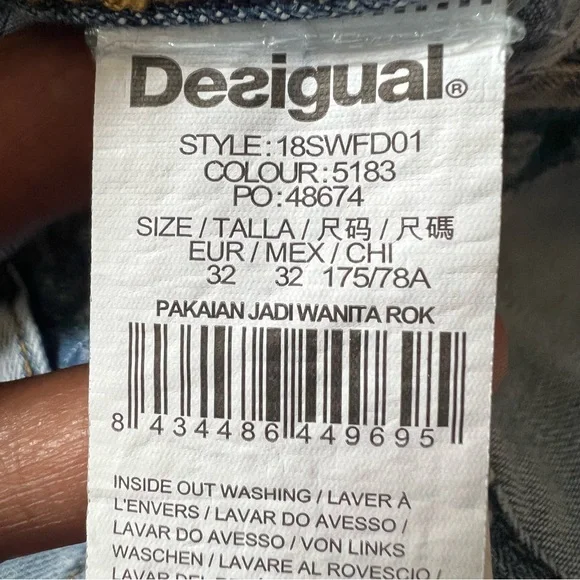 Desigual®
STYLE:18SWFD01
COLOUR:5183
PO:48674
SIZE / TALLA / 尺码 / 尺碼
EUR / MEX / CHI
32 32 175/78A
PAKAIAN JADI WANITA ROK
8 434486 449695
INSIDE OUT WASHING / LAVER À
L'ENVERS / LAVAR DO AVESSO /
LAVAR DO AVESSO / VON LINKS
WASCHEN / LAVARE AL ROVESCIO /
LAVAR DEL